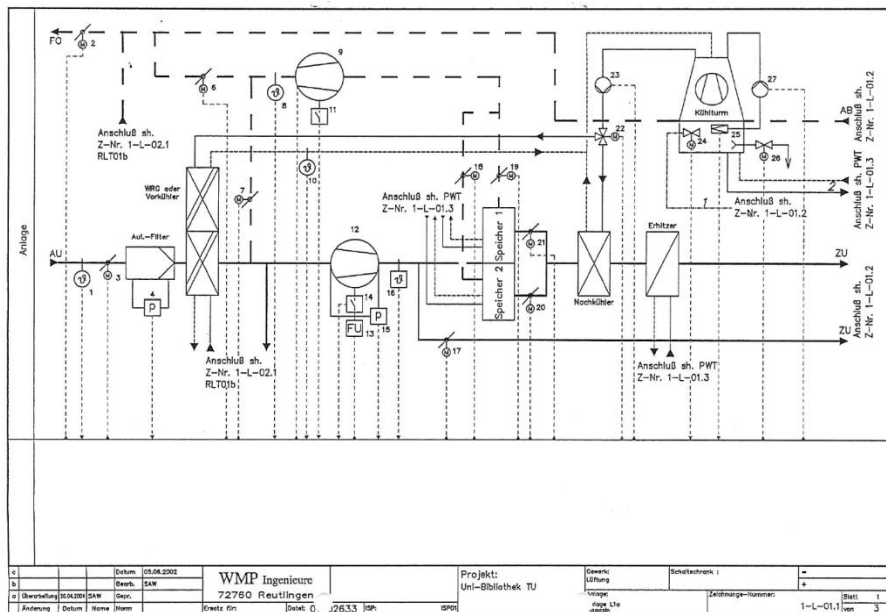 FO
2
6
9
11
8
Anschluß sh.
Z-Nr. 1-L-02.1
RLT01b
WRG oder
Vorkühler
7
10
Anlage
AU
1
3
Auł.-Filter
4
P
Anschluß sh.
Z-Nr. 1-L-02.1
RLT01b
12
14
FU
13
P
15
16
17
Anschluß sh. PWT
Z-Nr. 1-L-01.3
18
19
Speicher 1
Speicher 2
21
20
22
23
Nachkühler
Erhitzer
Anschluß sh. PWT
Z-Nr. 1-L-01.3
Kühlturm
24
25
26
27
1
Anschluß sh.
Z-Nr. 1-L-01.2
2
AB
Anschluß sh.
Z-Nr. 1-L-01.2
Anschluß sh. PWT
Z-Nr. 1-L-01.3
ZU
ZU
Anschluß sh.
Z-Nr. 1-L-01.2
c
b
a
Überarbeitung
20.04.2004
SAW
Änderung
Datum
Name
Norm
Datum
05.06.2002
Bearb.
SAW
Gepr.
WMP Ingenieure
72760 Reutlingen
Ersatz für:
Datei:
02633
ISP:
ISP01
Projekt:
Uni-Bibliothek TU
Gewerk:
Lüftung
Schaltschrank :
=
+
Zeichnungs-Nummer:
1-L-01.1
Blatt 1
von 3